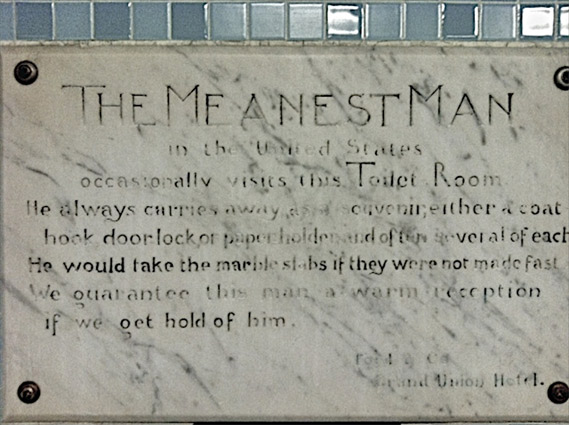 THE MEANEST MAN
in the United States
occasionally visits this Toilet Room.
He always carries away, as a souvenir, either a coat
hook, door lock or paper holder and often several of each
He would take the marble slabs if they were not made fast
We guarantee this man a warm reception
if we get hold of him.
Ford & Co
Grand Union Hotel.